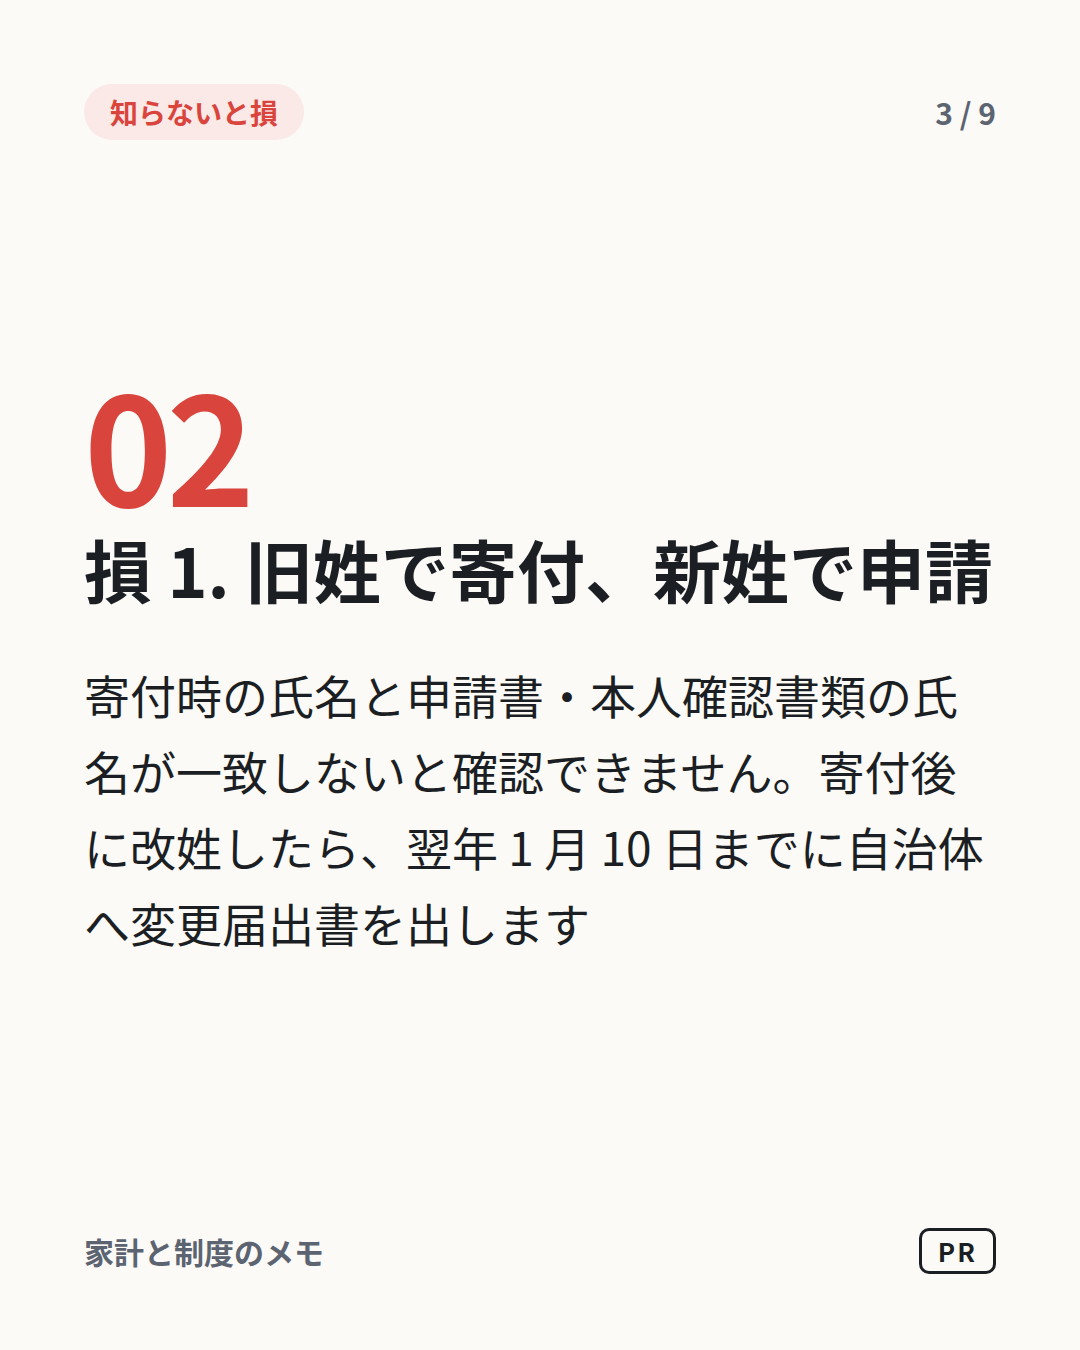 知らないと損
3 / 9
02
損 1. 旧姓で寄付、新姓で申請
寄付時の氏名と申請書・本人確認書類の氏
名が一致しないと確認できません。寄付後
に改姓したら、翌年 1 月 10 日までに自治体
へ変更届出書を出します
家計と制度のメモ
PR